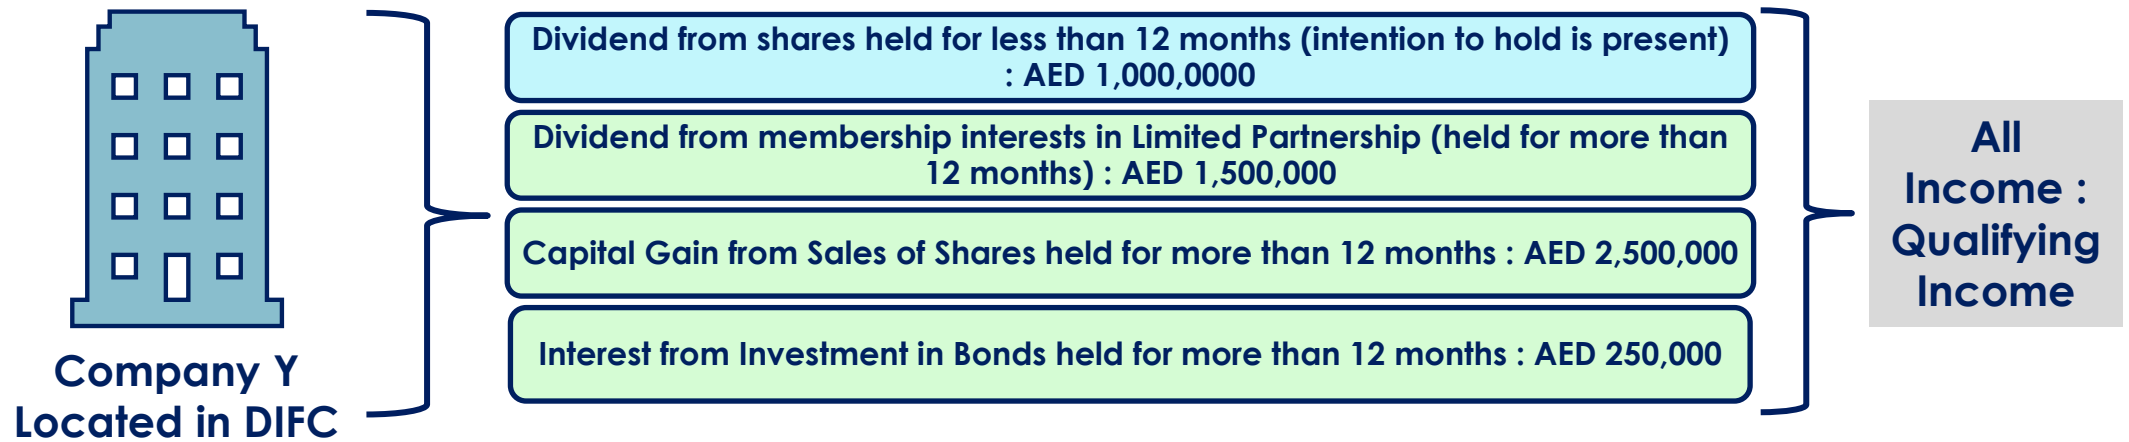 Dividend from shares held for less than 12 months (intention to hold is present)
: AED 1,000,0000
Dividend from membership interests in Limited Partnership (held for more than
12 months) : AED 1,500,000
Capital Gain from Sales of Shares held for more than 12 months : AED 2,500,000
Interest from Investment in Bonds held for more than 12 months : AED 250,000
All
Income :
Qualifying
Income
Company Y
Located in DIFC